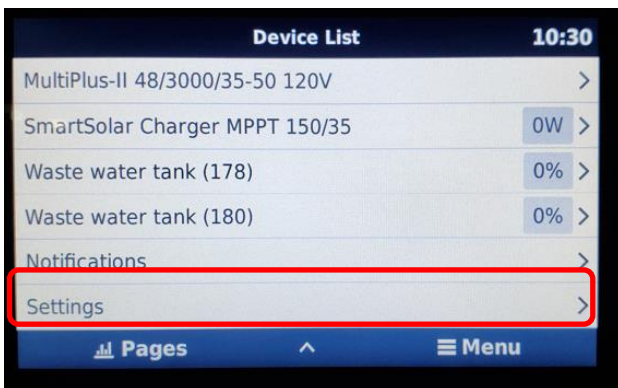 Device List 10:30
MultiPlus-II 48/3000/35-50 120V
SmartSolar Charger MPPT 150/35 0W
Waste water tank (178) 0%
Waste water tank (180) 0%
Notifications
Settings
Pages Menu